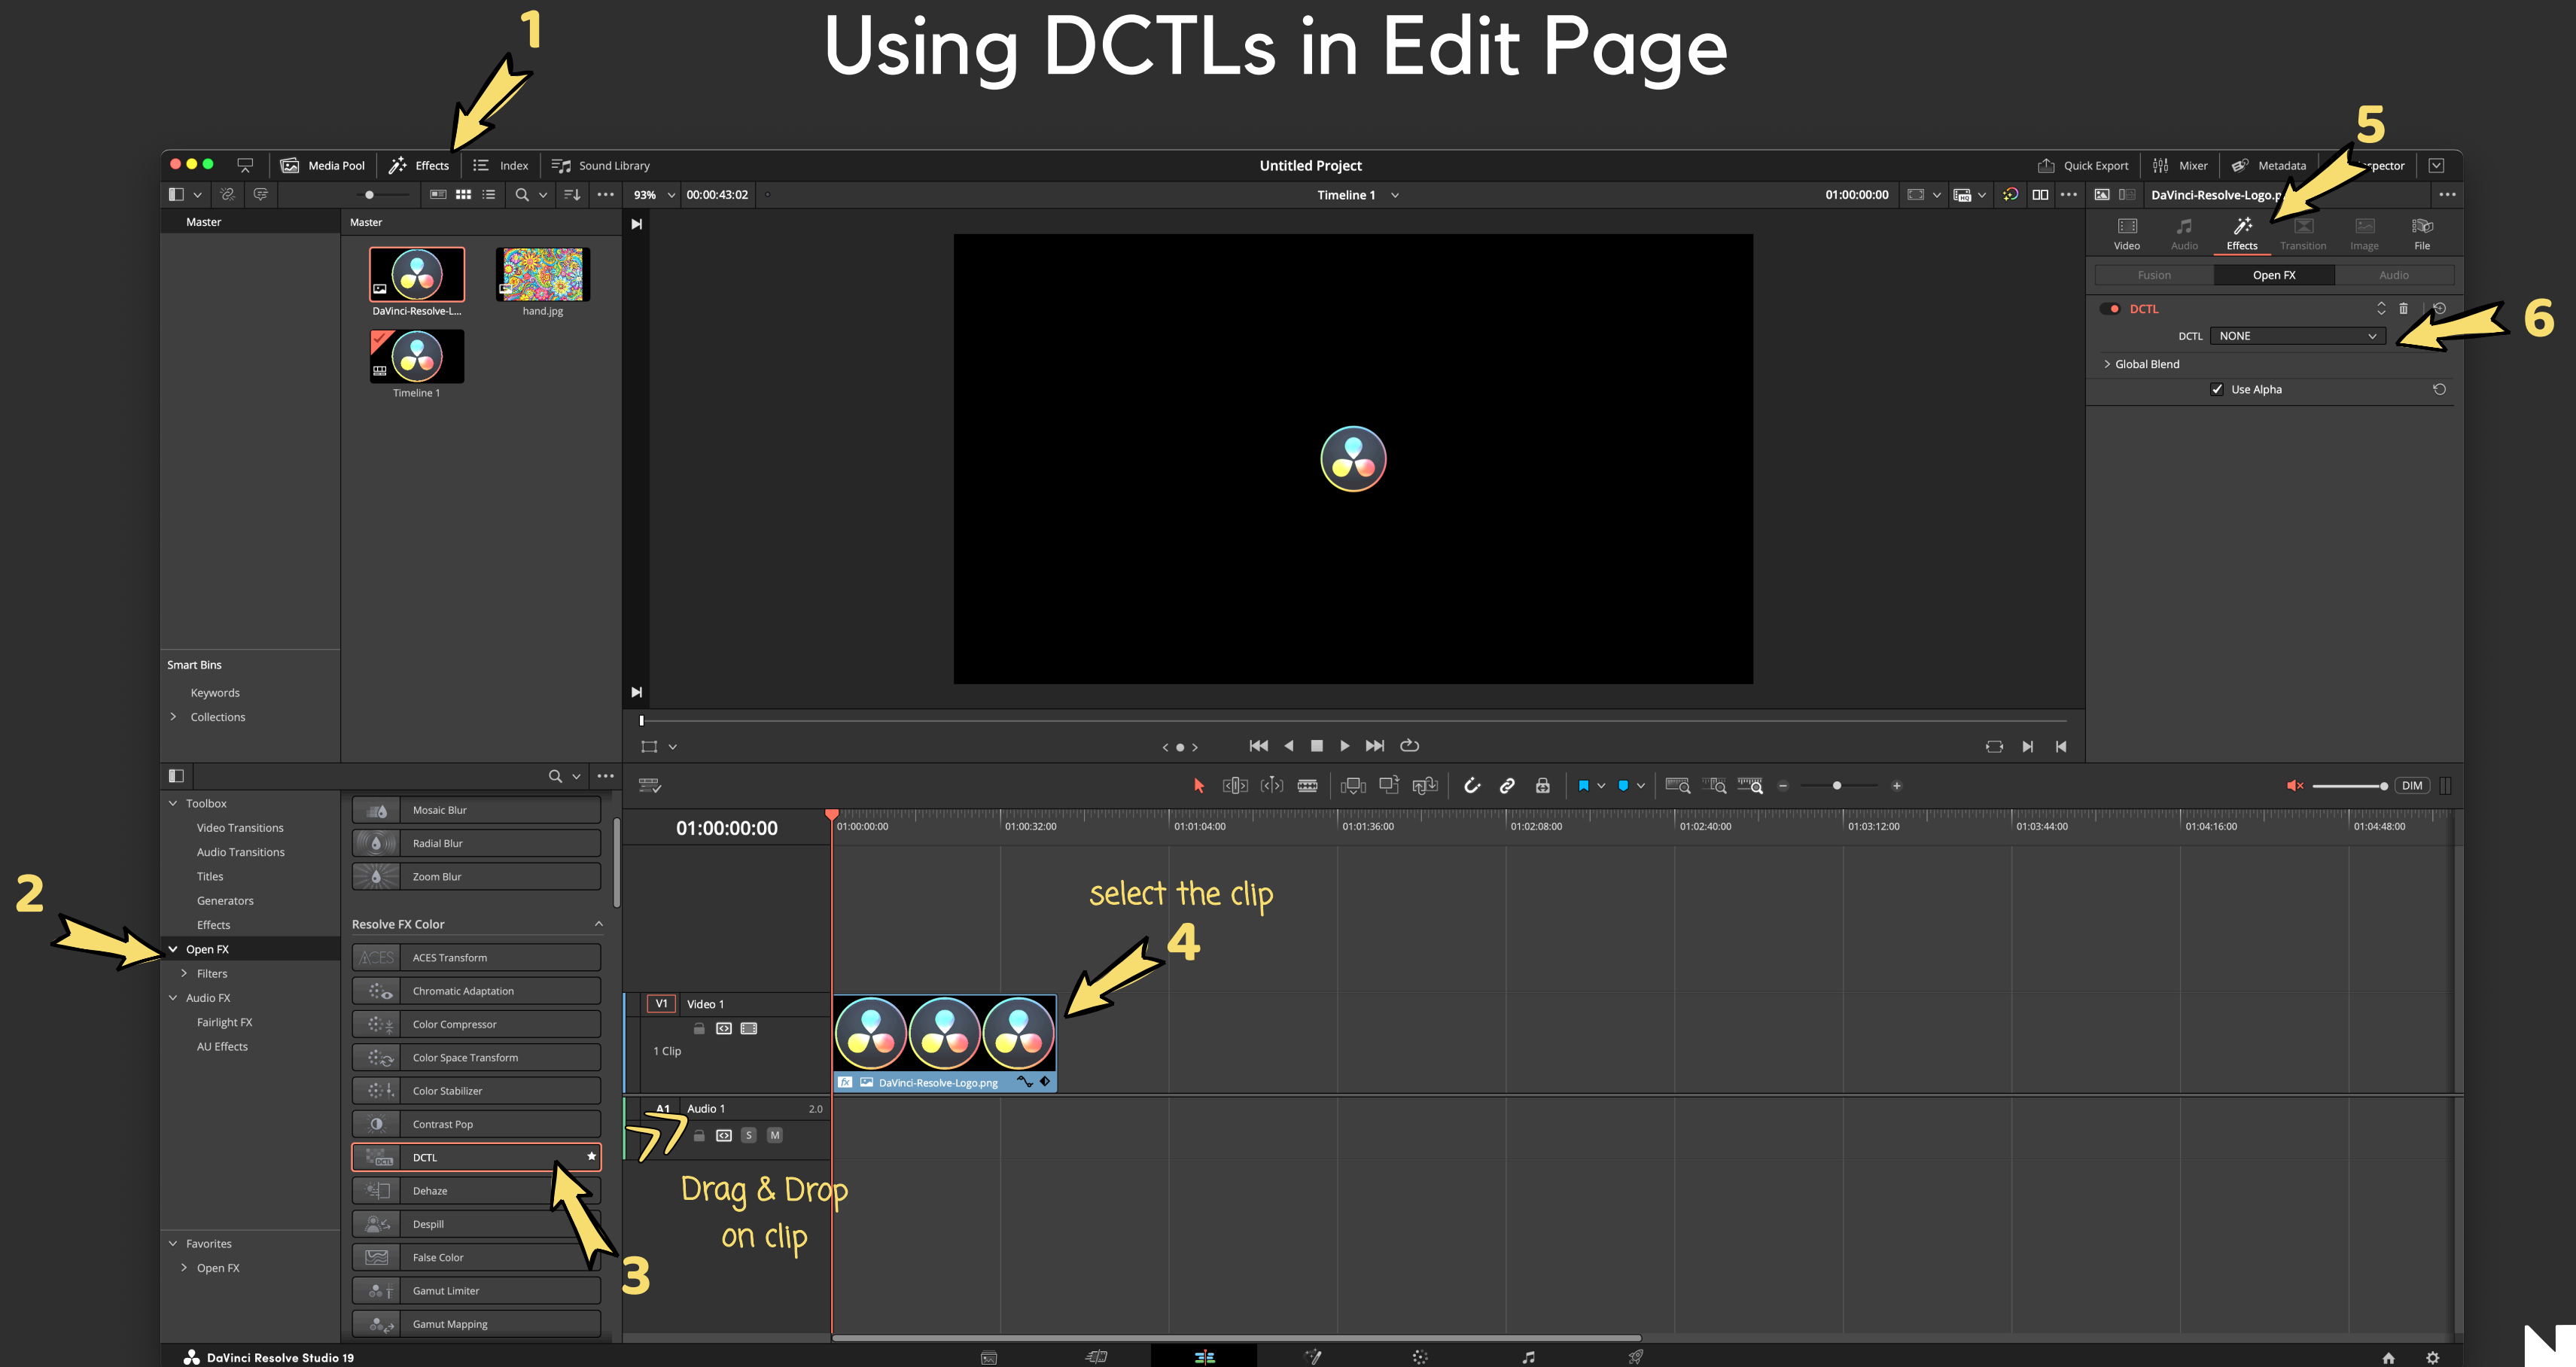 1
Using DCTLs in Edit Page
5
Media Pool
Effects
Index
Sound Library
Untitled Project
Quick Export
Mixer
Metadata
spector
93%
00:00:43:02
Timeline 1
01:00:00:00
DaVinci-Resolve-Logo.p
Master
Master
DaVinci-Resolve-L...
hand.jpg
Timeline 1
Video
Audio
Effects
Transition
Image
File
Fusion
Open FX
Audio
DCTL
DCTL
NONE
6
Global Blend
Use Alpha
Smart Bins
Keywords
Collections
DIM
Toolbox
Video Transitions
Audio Transitions
Titles
Generators
Effects
2
Open FX
Filters
Audio FX
Fairlight FX
AU Effects
Favorites
Open FX
Mosaic Blur
Radial Blur
Zoom Blur
Resolve FX Color
ACES
ACES Transform
Chromatic Adaptation
Color Compressor
Color Space Transform
Color Stabilizer
Contrast Pop
DCTL
DCTL
Dehaze
Despill
False Color
Gamut Limiter
Gamut Mapping
3
01:00:00:00
01:00:00:00
01:00:32:00
01:01:04:00
01:01:36:00
01:02:08:00
01:02:40:00
01:03:12:00
01:03:44:00
01:04:16:00
01:04:48:00
select the clip
4
V1
Video 1
1 Clip
fx
DaVinci-Resolve-Logo.png
A1
Audio 1
2.0
S
M
Drag & Drop
on clip
DaVinci Resolve Studio 19